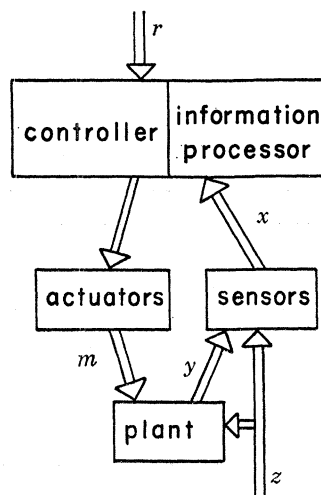 r
controller
information
processor
x
actuators
sensors
m
y
plant
z